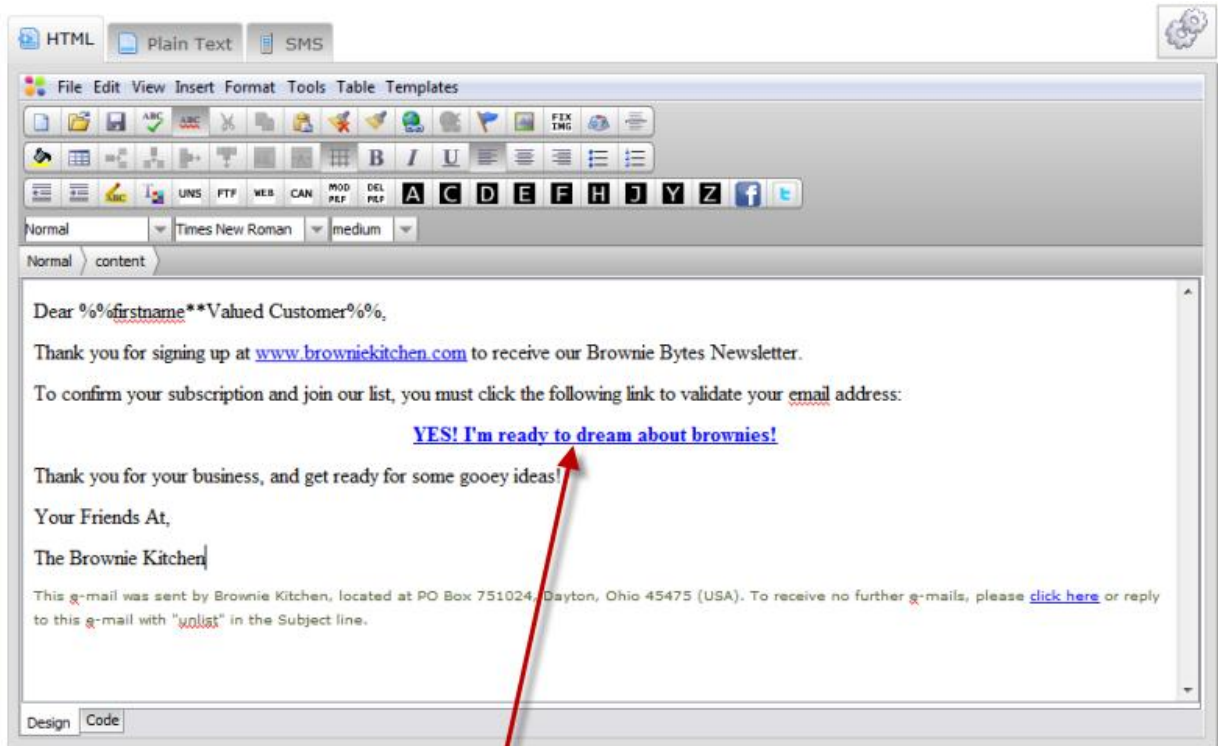 HTML Plain Text SMS
File Edit View Insert Format Tools Table Templates
ABC ABC FIX IMG
B I U
ABC T UNS FTF WEB CAN MOD PEF DEL PEF A C D E F H J Y Z f t
Normal Times New Roman medium
Normal content
Dear %%firstname**Valued Customer%%,
Thank you for signing up at www.browniekitchen.com to receive our Brownie Bytes Newsletter.
To confirm your subscription and join our list, you must click the following link to validate your email address:
YES! I'm ready to dream about brownies!
Thank you for your business, and get ready for some gooey ideas!
Your Friends At,
The Brownie Kitchen
This e-mail was sent by Brownie Kitchen, located at PO Box 751024, Dayton, Ohio 45475 (USA). To receive no further e-mails, please click here or reply
to this e-mail with "unlist" in the Subject line.
Design Code